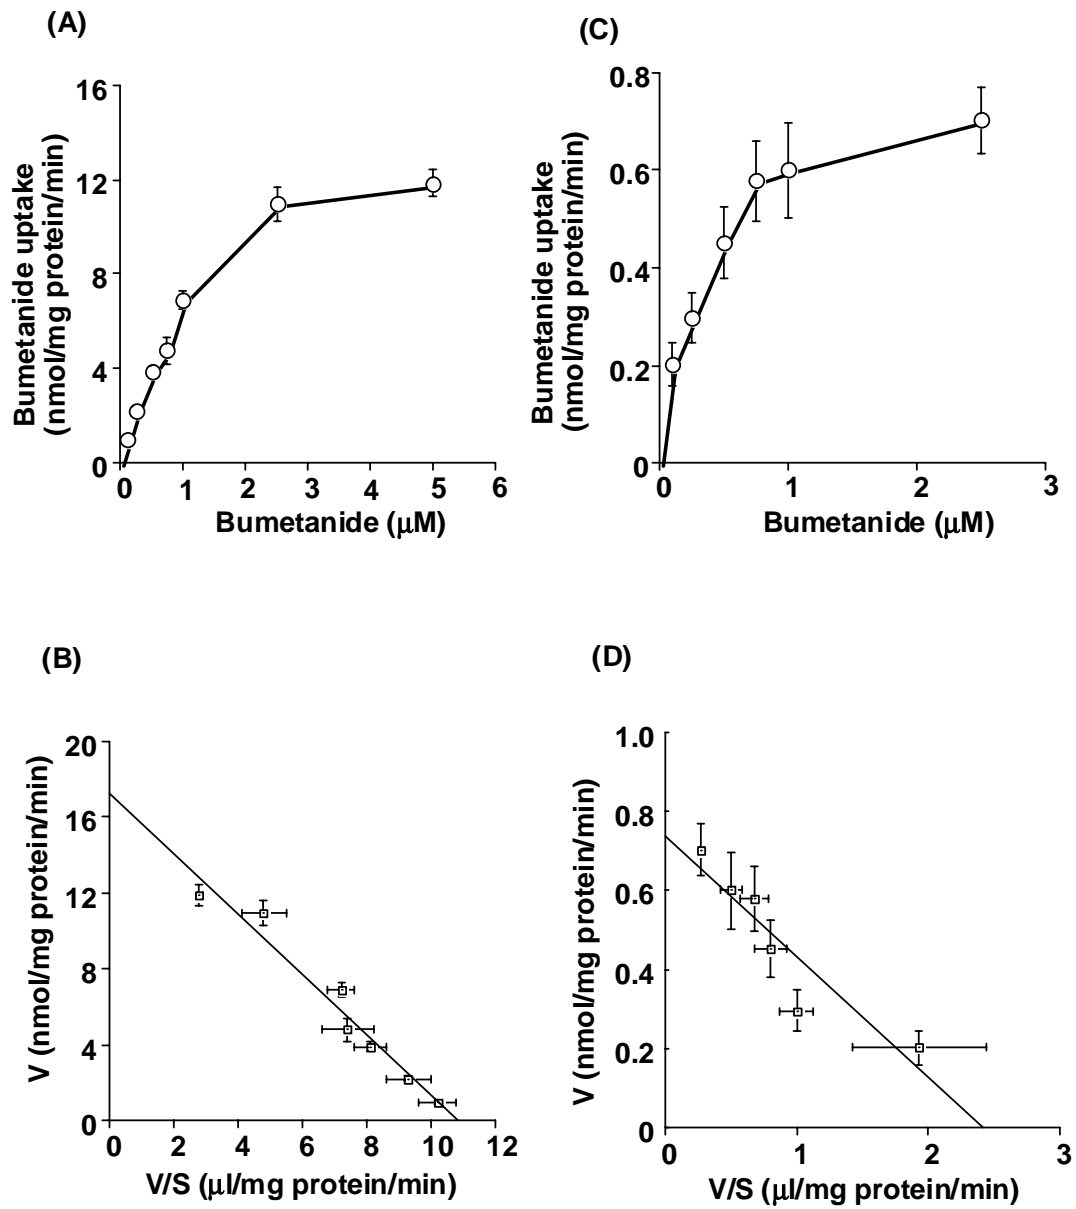 (A)
16
12
8
4
0
Bumetanide uptake
(nmol/mg protein/min)
0 1 2 3 4 5 6
Bumetanide (μM)
(C)
0.8
0.6
0.4
0.2
0
Bumetanide uptake
(nmol/mg protein/min)
0 1 2 3
Bumetanide (μM)
(B)
20
16
12
8
4
0
V (nmol/mg protein/min)
0 2 4 6 8 10 12
V/S (μl/mg protein/min)
(D)
1.0
0.8
0.6
0.4
0.2
0
V (nmol/mg protein/min)
0 1 2 3
V/S (μl/mg protein/min)